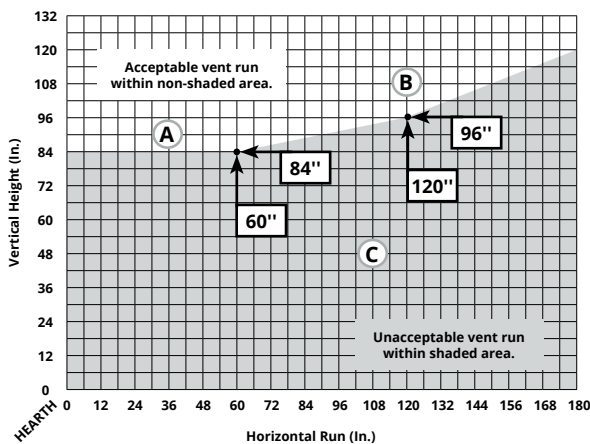 132
120
108
96
84
72
60
48
36
24
12
0
Vertical Height (In.)
Acceptable vent run
within non-shaded area.
A
B
C
84''
60''
96''
120''
Unacceptable vent run
within shaded area.
HEARTH
0 12 24 36 48 60 72 84 96 108 120 132 144 156 168 180
Horizontal Run (In.)